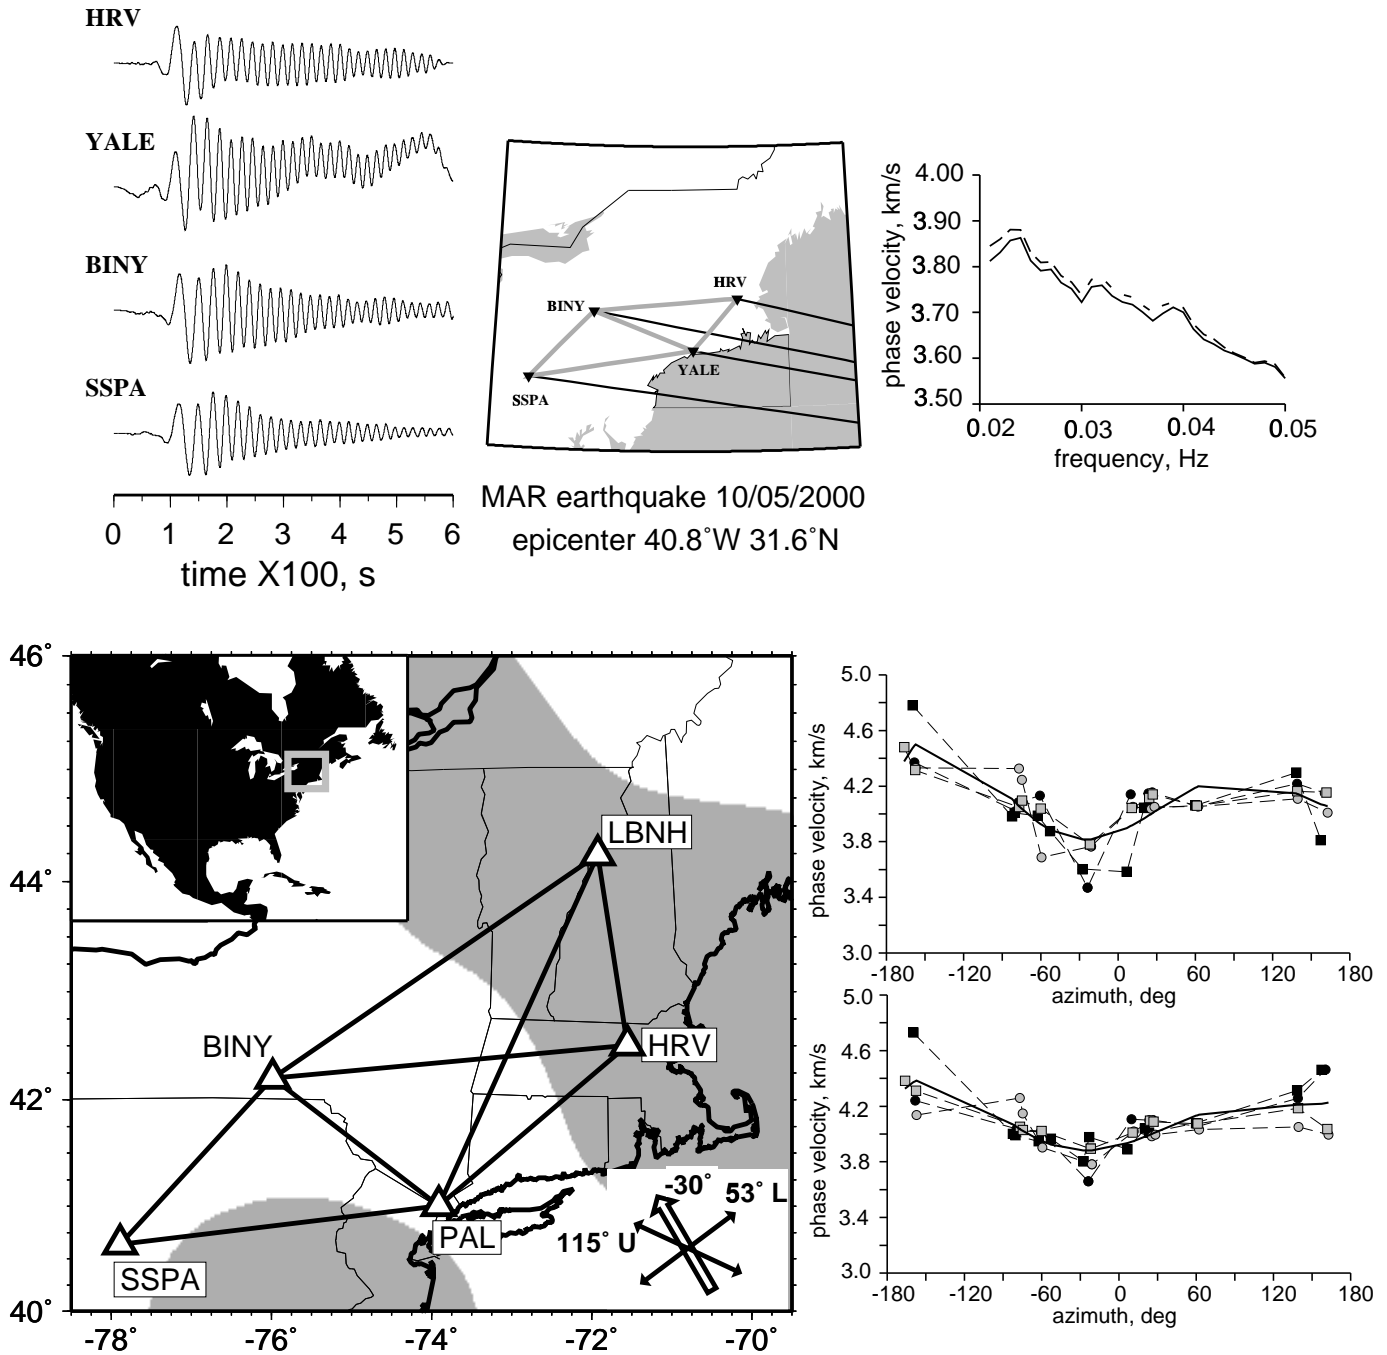 HRV
YALE
BINY
SSPA
0 1 2 3 4 5 6
time X100, s
HRV
BINY
YALE
SSPA
MAR earthquake 10/05/2000
epicenter 40.8˚W 31.6˚N
phase velocity, km/s
4.00
3.90
3.80
3.70
3.60
3.50
0.02 0.03 0.04 0.05
frequency, Hz
46˚
44˚
42˚
40˚
-78˚ -76˚ -74˚ -72˚ -70˚
LBNH
HRV
BINY
PAL
SSPA
-30˚
53˚ L
115˚ U
phase velocity, km/s
5.0
4.6
4.2
3.8
3.4
3.0
-180 -120 -60 0 60 120 180
azimuth, deg
phase velocity, km/s
5.0
4.6
4.2
3.8
3.4
3.0
-180 -120 -60 0 60 120 180
azimuth, deg